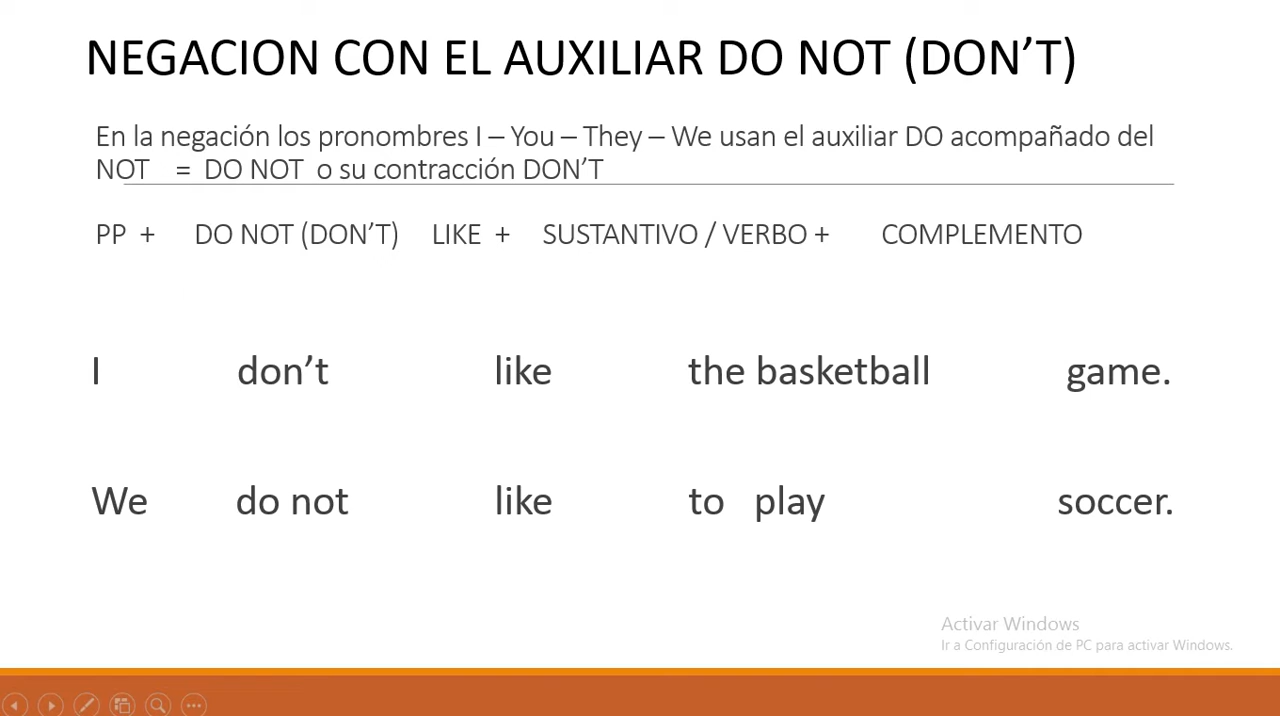 NEGACION CON EL AUXILIAR DO NOT (DON’T)
En la negación los pronombres I – You – They – We usan el auxiliar DO acompañado del
NOT = DO NOT o su contracción DON’T
PP + DO NOT (DON’T) LIKE + SUSTANTIVO / VERBO + COMPLEMENTO
I don’t like the basketball game.
We do not like to play soccer.
Activar Windows
Ir a Configuración de PC para activar Windows.